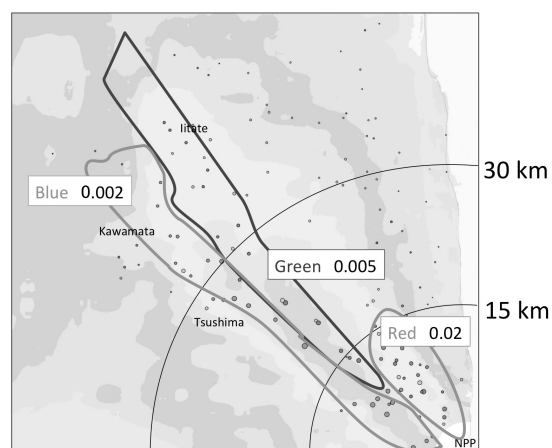 Iitate
30 km
Blue 0.002
Kawamata
Green 0.005
15 km
Tsushima
Red 0.02
NPP